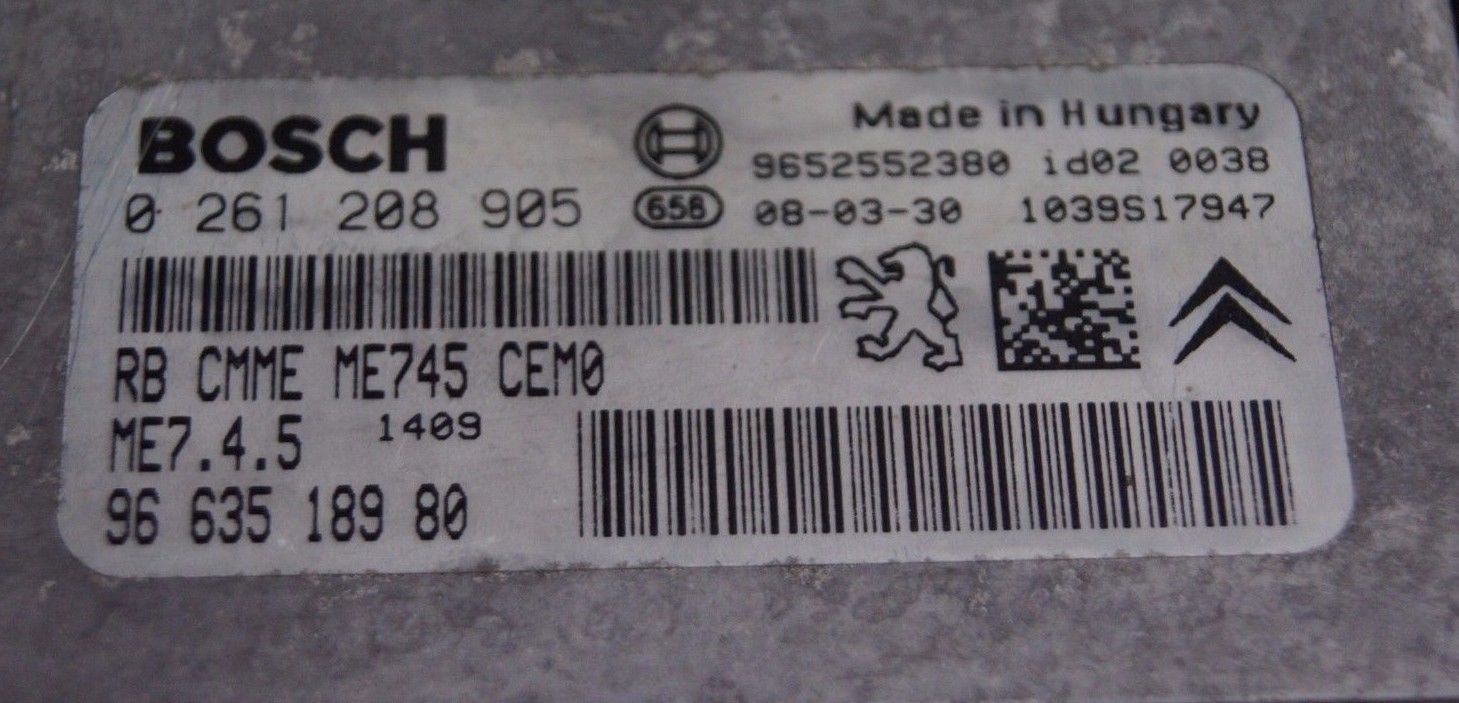 BOSCH
Made in Hungary
9652552380 id02 0038
0 261 208 905
656
08-03-30 1039S17947
RB CMME ME745 CEM0
ME7.4.5 1409
96 635 189 80